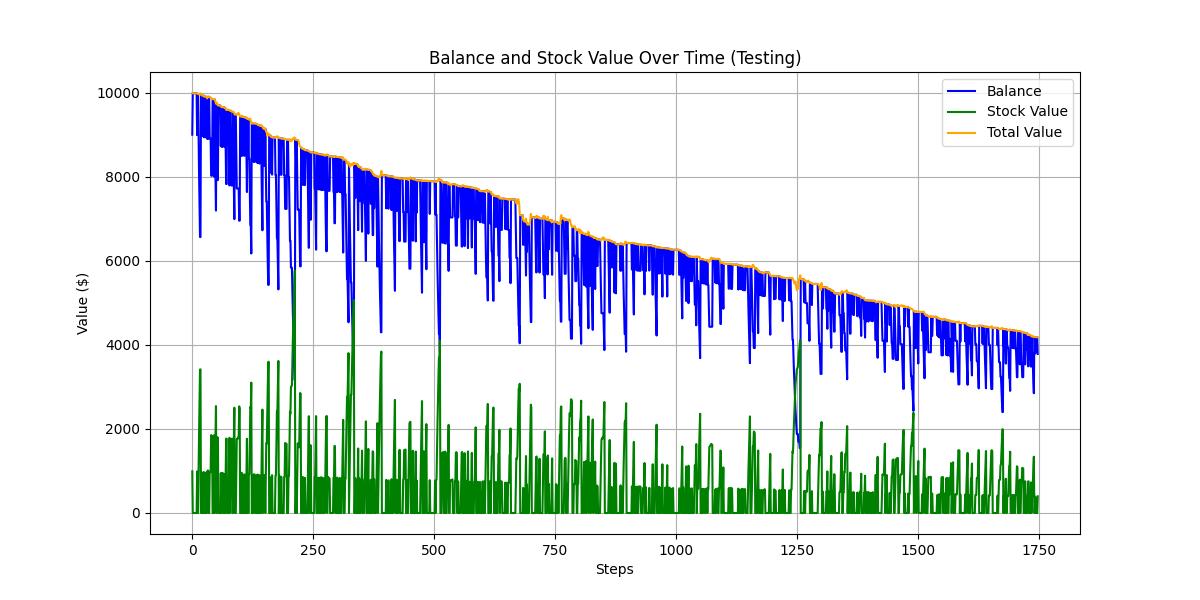 Balance and Stock Value Over Time (Testing)
Balance
Stock Value
Total Value
Value ($)
10000
8000
6000
4000
2000
0
0 250 500 750 1000 1250 1500 1750
Steps